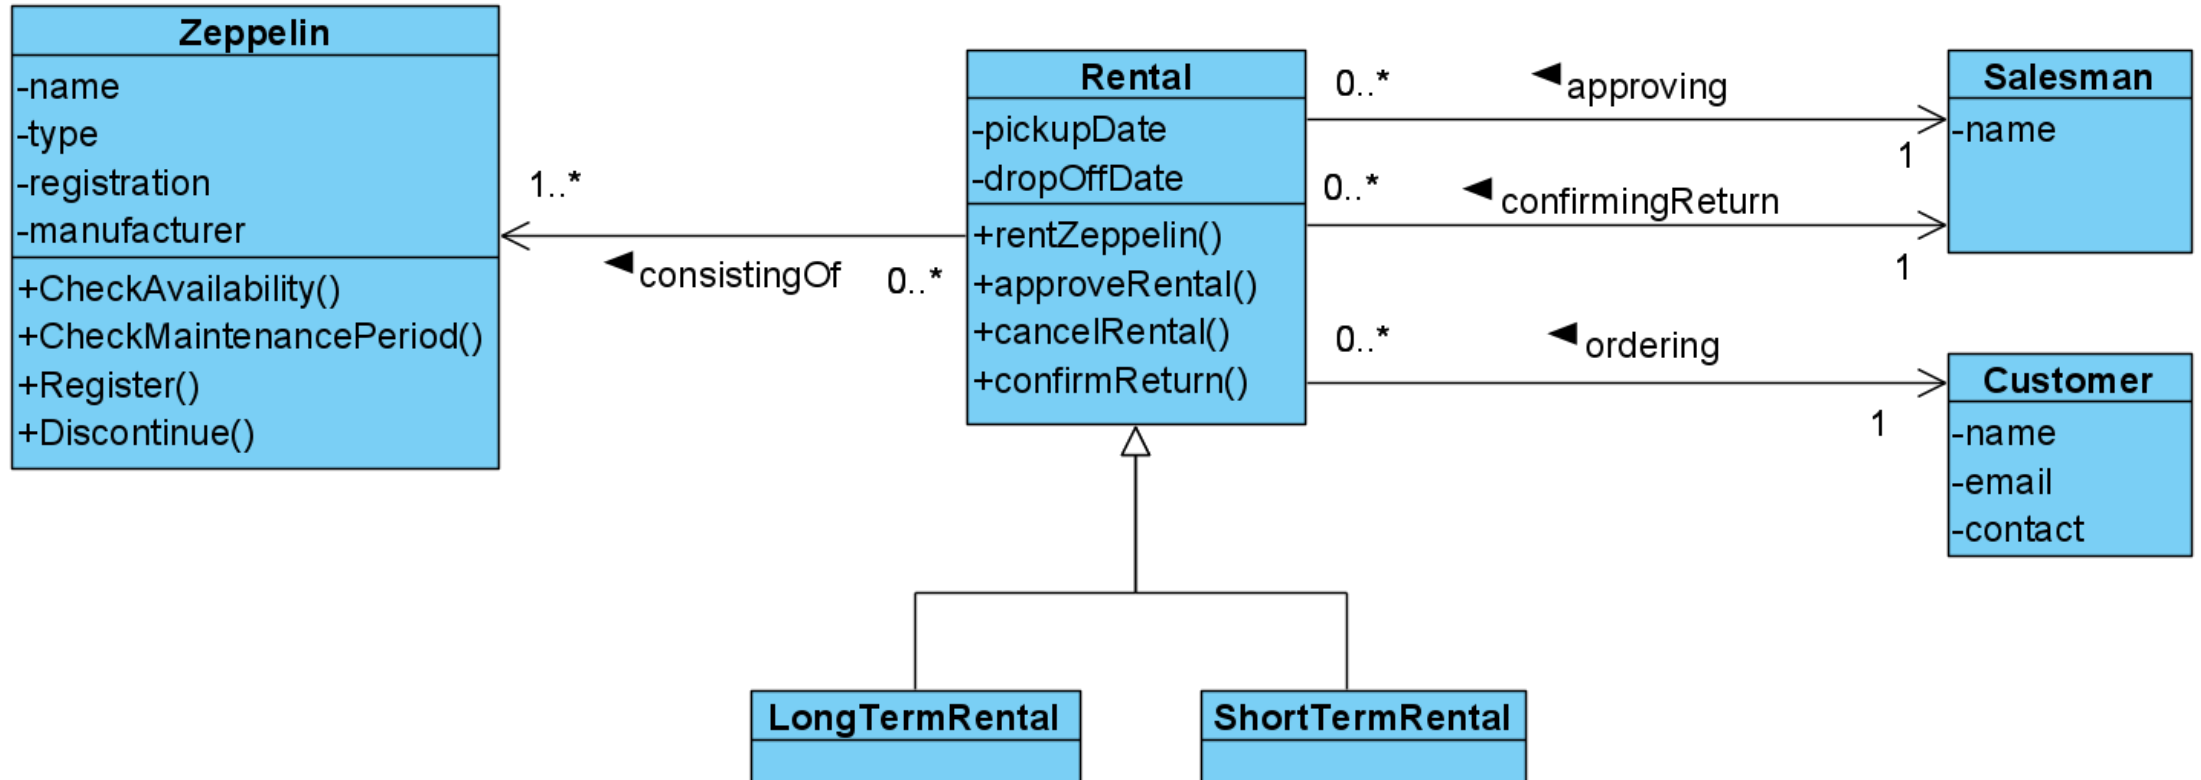 Zeppelin
-name
-type
-registration
-manufacturer
+CheckAvailability()
+CheckMaintenancePeriod()
+Register()
+Discontinue()
1..*
consistingOf
0..*
Rental
-pickupDate
-dropOffDate
+rentZeppelin()
+approveRental()
+cancelRental()
+confirmReturn()
0..*
approving
1
0..*
confirmingReturn
1
0..*
ordering
1
Salesman
-name
Customer
-name
-email
-contact
LongTermRental
ShortTermRental